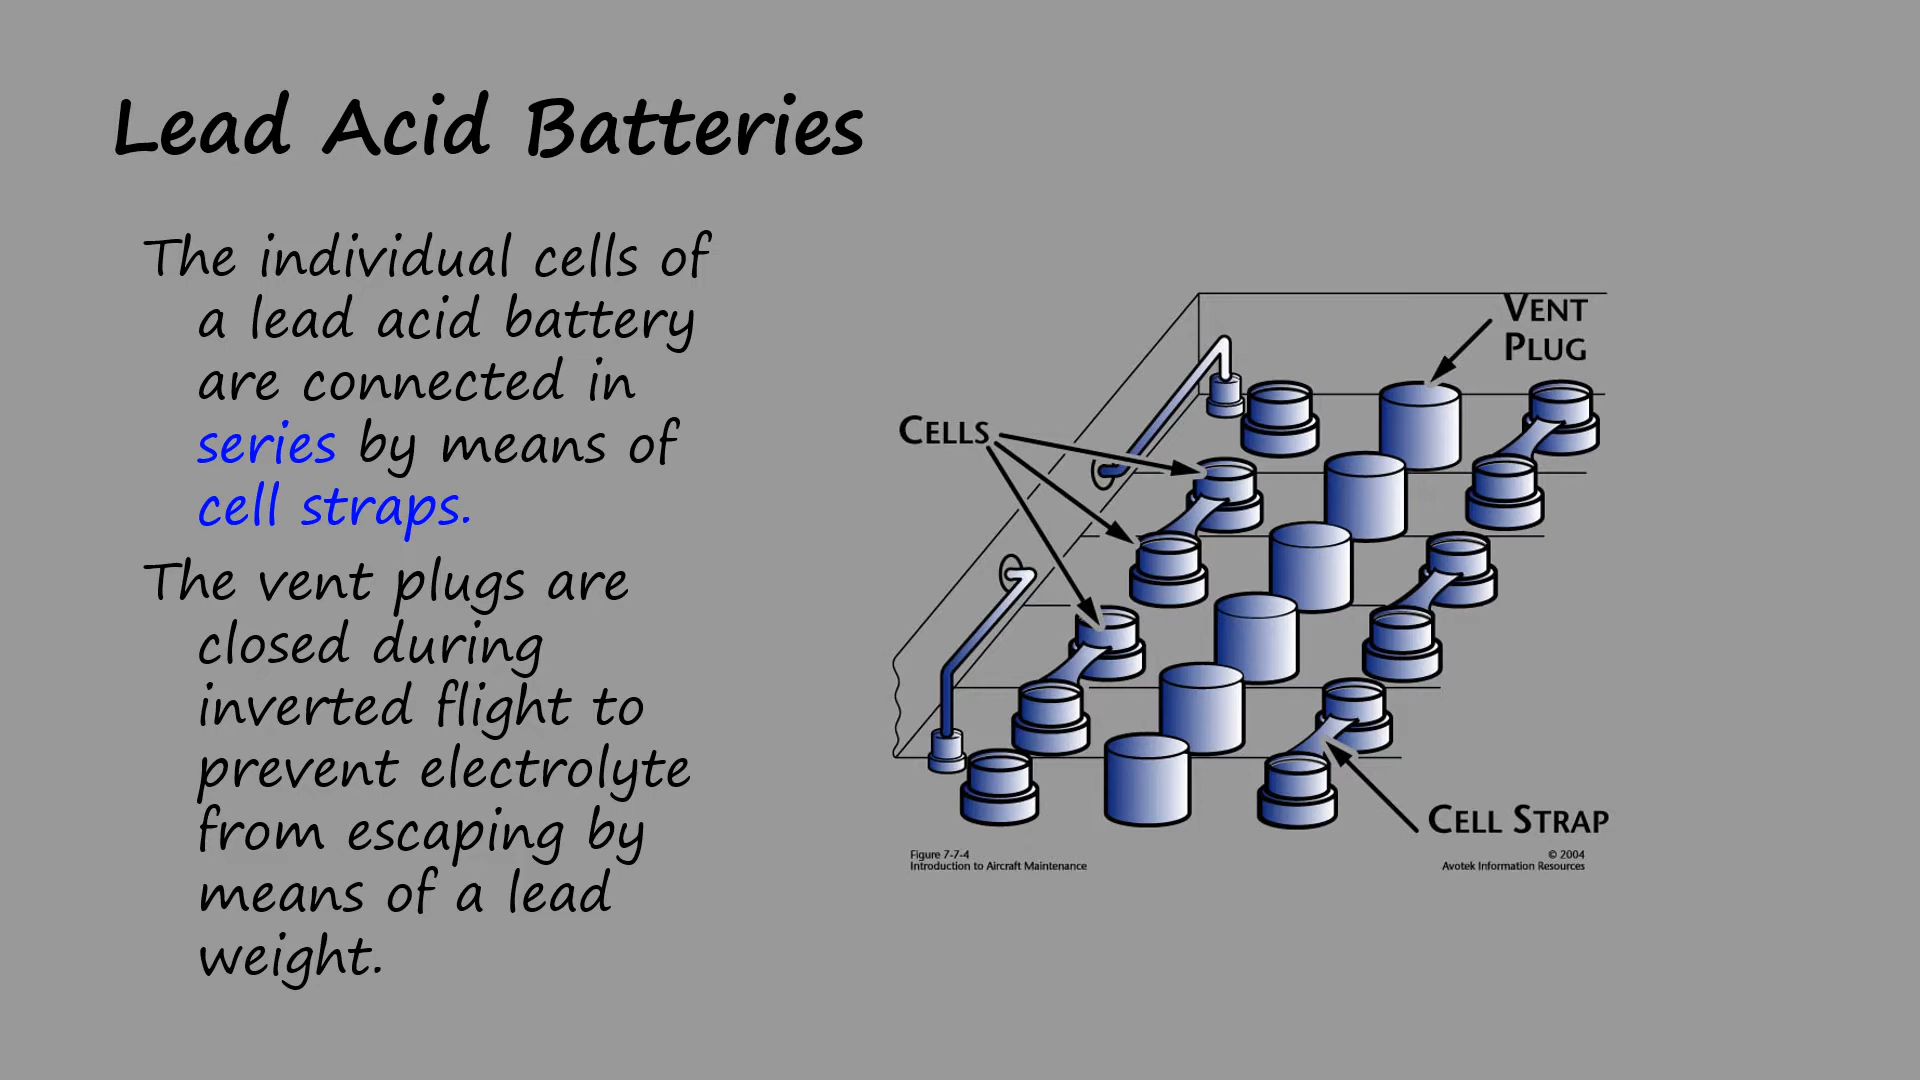 Lead Acid Batteries
The individual cells of
a lead acid battery
are connected in
series by means of
cell straps.
The vent plugs are
closed during
inverted flight to
prevent electrolyte
from escaping by
means of a lead
weight.
VENT
PLUG
CELLS
CELL STRAP
Figure 7-7-4
Introduction to Aircraft Maintenance
© 2004
Avotek Information Resources